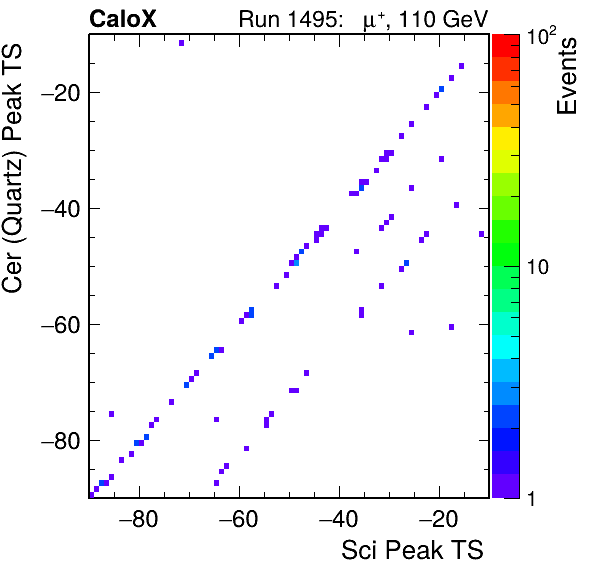 CaloX Run 1495: μ⁺, 110 GeV
Cer (Quartz) Peak TS
−20
−40
−60
−80
−80 −60 −40 −20
Sci Peak TS
10²
10
1
Events